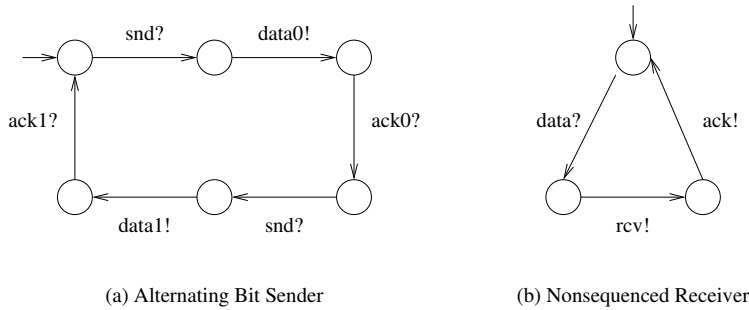 snd?
data0!
ack1?
ack0?
data1!
snd?
(a) Alternating Bit Sender
data?
ack!
rcv!
(b) Nonsequenced Receiver